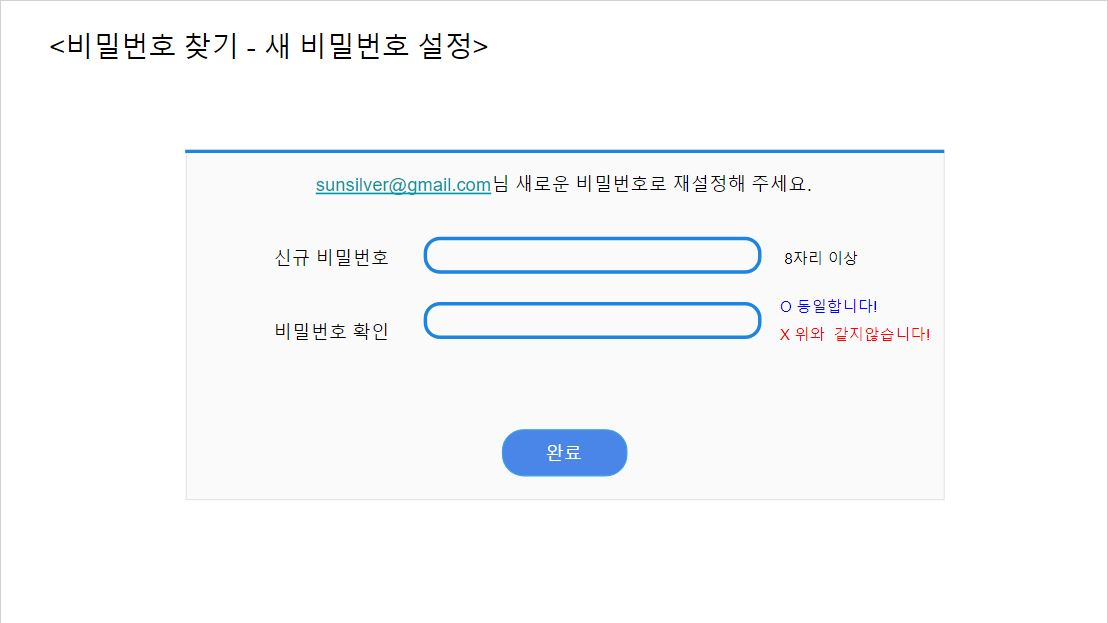 <비밀번호 찾기 - 새 비밀번호 설정>
sunsilver@gmail.com님 새로운 비밀번호로 재설정해 주세요.
신규 비밀번호 8자리 이상
O 동일합니다!
비밀번호 확인 X 위와 같지않습니다!
완료